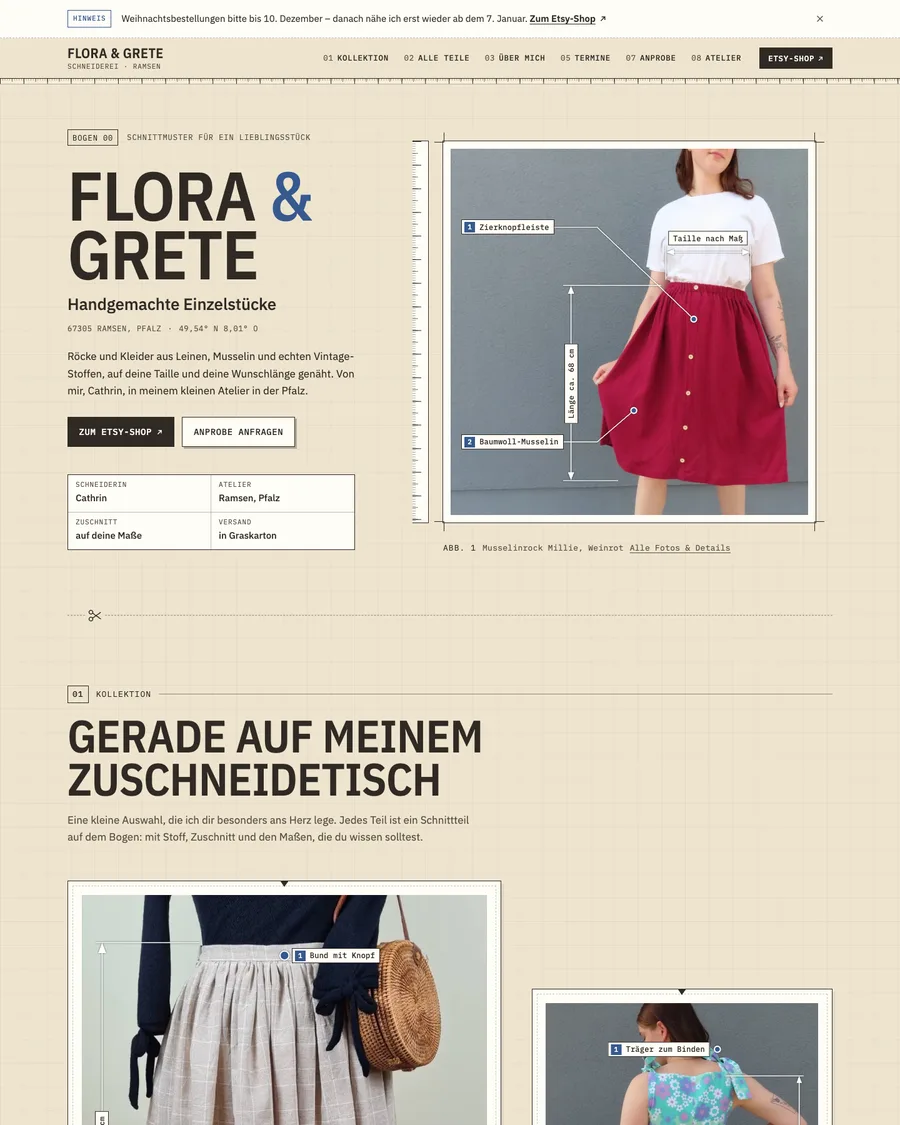 HINWEIS Weihnachtsbestellungen bitte bis 10. Dezember – danach nähe ich erst wieder ab dem 7. Januar. Zum Etsy-Shop ↗ ×
FLORA & GRETE
SCHNEIDEREI · RAMSEN
01 KOLLEKTION 02 ALLE TEILE 03 ÜBER MICH 05 TERMINE 07 ANPROBE 08 ATELIER ETSY-SHOP ↗
BOGEN 00 SCHNITTMUSTER FÜR EIN LIEBLINGSSTÜCK
FLORA &
GRETE
Handgemachte Einzelstücke
67305 RAMSEN, PFALZ · 49,54° N 8,01° O
Röcke und Kleider aus Leinen, Musselin und echten Vintage-
Stoffen, auf deine Taille und deine Wunschlänge genäht. Von
mir, Cathrin, in meinem kleinen Atelier in der Pfalz.
ZUM ETSY-SHOP ↗ ANPROBE ANFRAGEN
SCHNEIDERIN
Cathrin
ATELIER
Ramsen, Pfalz
ZUSCHNITT
auf deine Maße
VERSAND
in Graskarton
1 Zierknopfleiste
Taille nach Maß
Länge ca. 68 cm
2 Baumwoll-Musselin
ABB. 1 Musselinrock Millie, Weinrot Alle Fotos & Details
01 KOLLEKTION
GERADE AUF MEINEM
ZUSCHNEIDETISCH
Eine kleine Auswahl, die ich dir besonders ans Herz lege. Jedes Teil ist ein Schnittteil
auf dem Bogen: mit Stoff, Zuschnitt und den Maßen, die du wissen solltest.
1 Bund mit Knopf
cm
1 Träger zum Binden